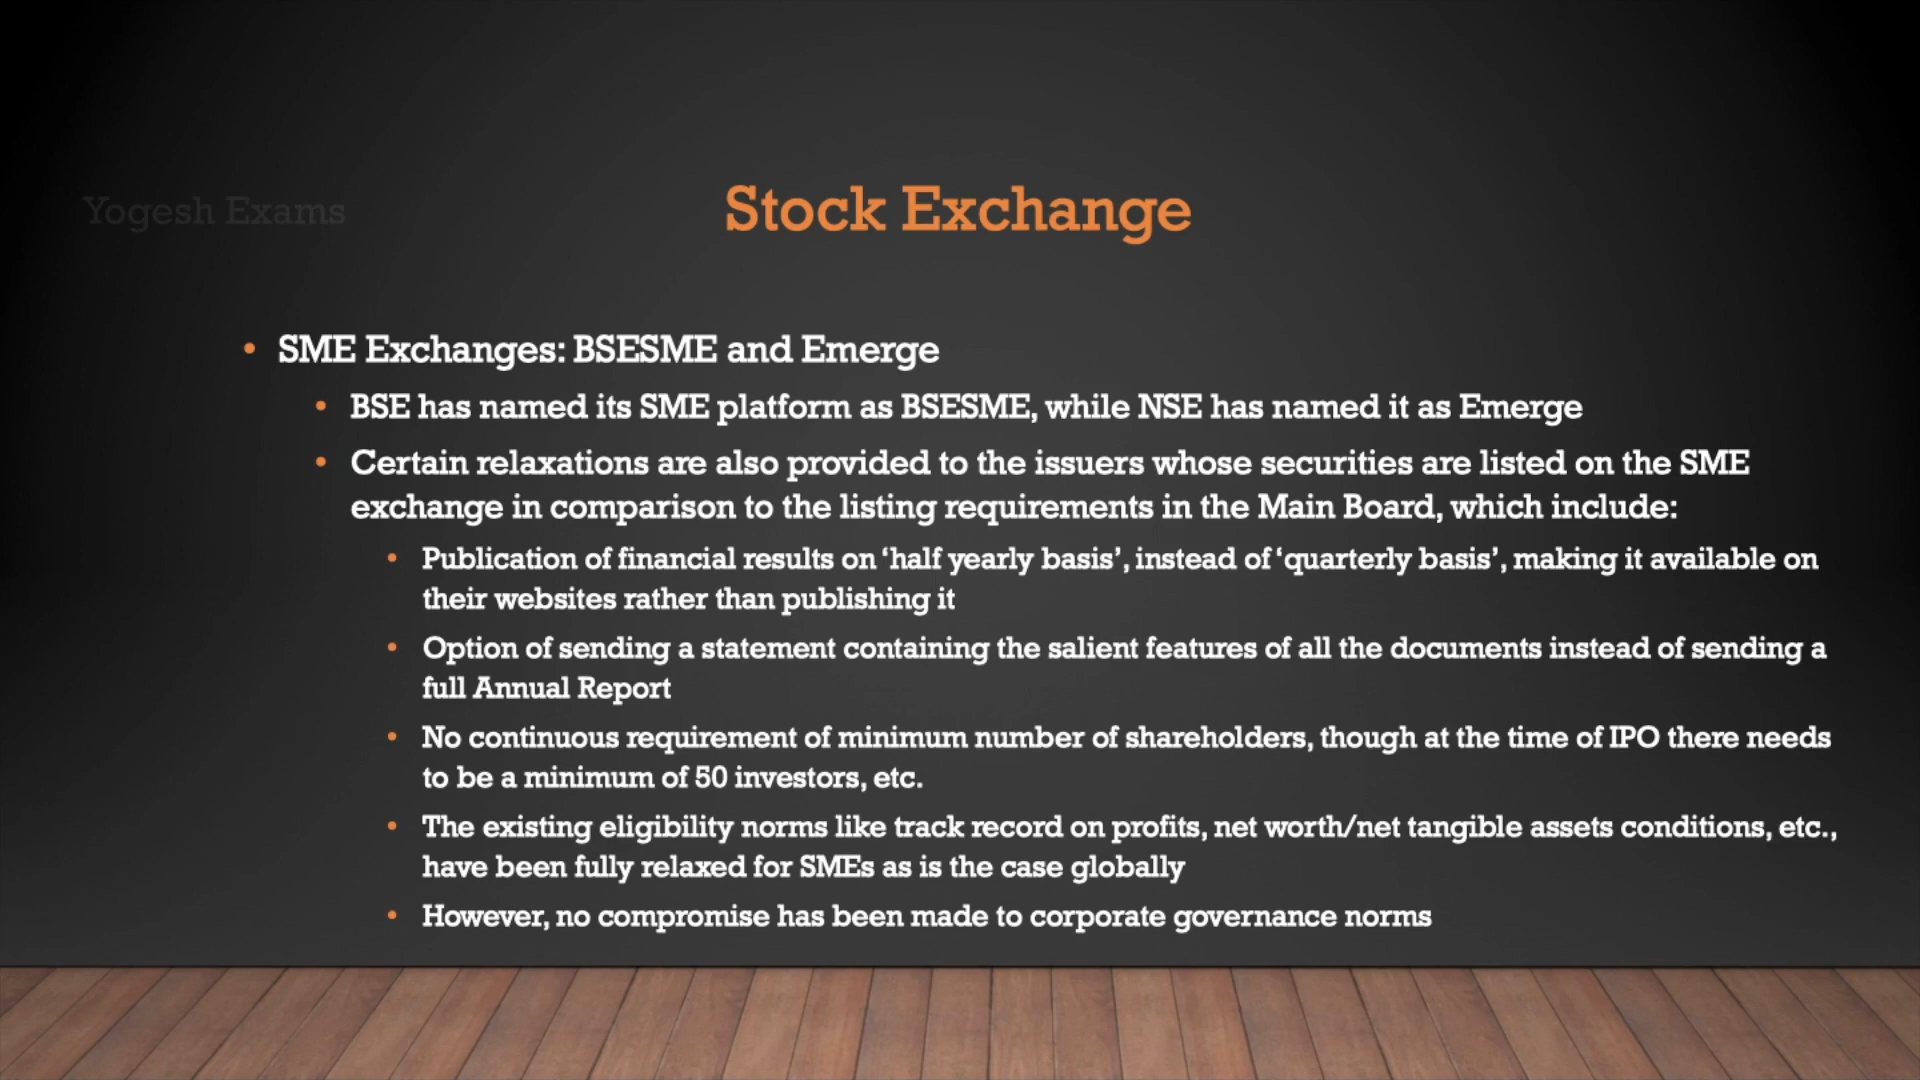 Yogesh Exams
Stock Exchange
• SME Exchanges: BSESME and Emerge
• BSE has named its SME platform as BSESME, while NSE has named it as Emerge
• Certain relaxations are also provided to the issuers whose securities are listed on the SME
exchange in comparison to the listing requirements in the Main Board, which include:
• Publication of financial results on ‘half yearly basis’, instead of ‘quarterly basis’, making it available on
their websites rather than publishing it
• Option of sending a statement containing the salient features of all the documents instead of sending a
full Annual Report
• No continuous requirement of minimum number of shareholders, though at the time of IPO there needs
to be a minimum of 50 investors, etc.
• The existing eligibility norms like track record on profits, net worth/net tangible assets conditions, etc.,
have been fully relaxed for SMEs as is the case globally
• However, no compromise has been made to corporate governance norms